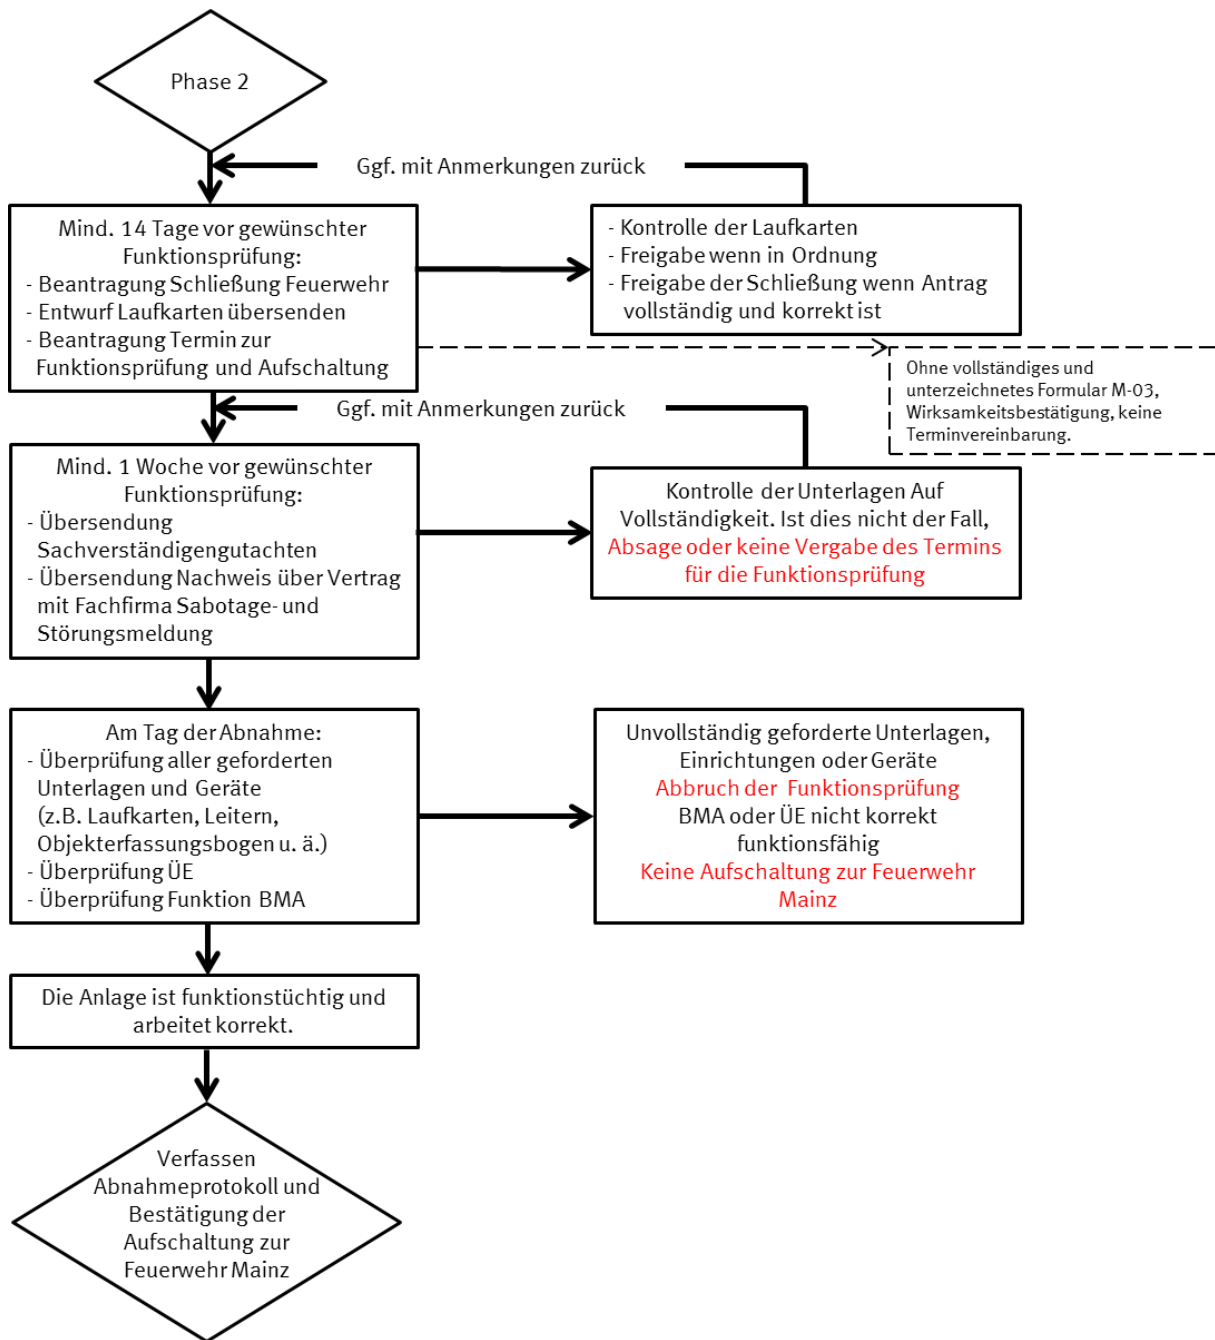 Phase 2
Ggf. mit Anmerkungen zurück
Mind. 14 Tage vor gewünschter
Funktionsprüfung:
- Beantragung Schließung Feuerwehr
- Entwurf Laufkarten übersenden
- Beantragung Termin zur
Funktionsprüfung und Aufschaltung
- Kontrolle der Laufkarten
- Freigabe wenn in Ordnung
- Freigabe der Schließung wenn Antrag
vollständig und korrekt ist
Ohne vollständiges und
unterzeichnetes Formular M-03,
Wirksamkeitsbestätigung, keine
Terminvereinbarung.
Ggf. mit Anmerkungen zurück
Mind. 1 Woche vor gewünschter
Funktionsprüfung:
- Übersendung
Sachverständigengutachten
- Übersendung Nachweis über Vertrag
mit Fachfirma Sabotage- und
Störungsmeldung
Kontrolle der Unterlagen Auf
Vollständigkeit. Ist dies nicht der Fall,
Absage oder keine Vergabe des Termins
für die Funktionsprüfung
Am Tag der Abnahme:
- Überprüfung aller geforderten
Unterlagen und Geräte
(z.B. Laufkarten, Leitern,
Objekterfassungsbogen u. ä.)
- Überprüfung ÜE
- Überprüfung Funktion BMA
Unvollständig geforderte Unterlagen,
Einrichtungen oder Geräte
Abbruch der Funktionsprüfung
BMA oder ÜE nicht korrekt
funktionsfähig
Keine Aufschaltung zur Feuerwehr
Mainz
Die Anlage ist funktionstüchtig und
arbeitet korrekt.
Verfassen
Abnahmeprotokoll und
Bestätigung der
Aufschaltung zur
Feuerwehr Mainz